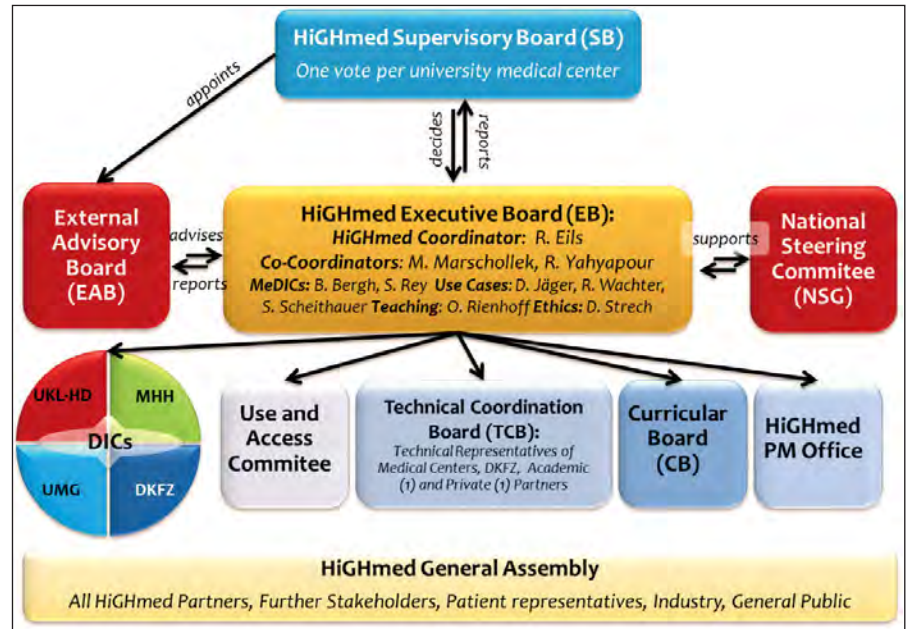 HiGHmed Supervisory Board (SB)
One vote per university medical center
appoints
decides
reports
External
Advisory
Board
(EAB)
advises
reports
HiGHmed Executive Board (EB):
HiGHmed Coordinator: R. Eils
Co-Coordinators: M. Marschollek, R. Yahyapour
MeDICs: B. Bergh, S. Rey Use Cases: D. Jäger, R. Wachter,
S. Scheithauer Teaching: O. Rienhoff Ethics: D. Strech
supports
National
Steering
Commitee
(NSG)
UKL-HD
MHH
DICs
UMG
DKFZ
Use and
Access
Commitee
Technical Coordination
Board (TCB):
Technical Representatives of
Medical Centers, DKFZ, Academic
(1) and Private (1) Partners
Curricular
Board
(CB)
HiGHmed
PM Office
HiGHmed General Assembly
All HiGHmed Partners, Further Stakeholders, Patient representatives, Industry, General Public